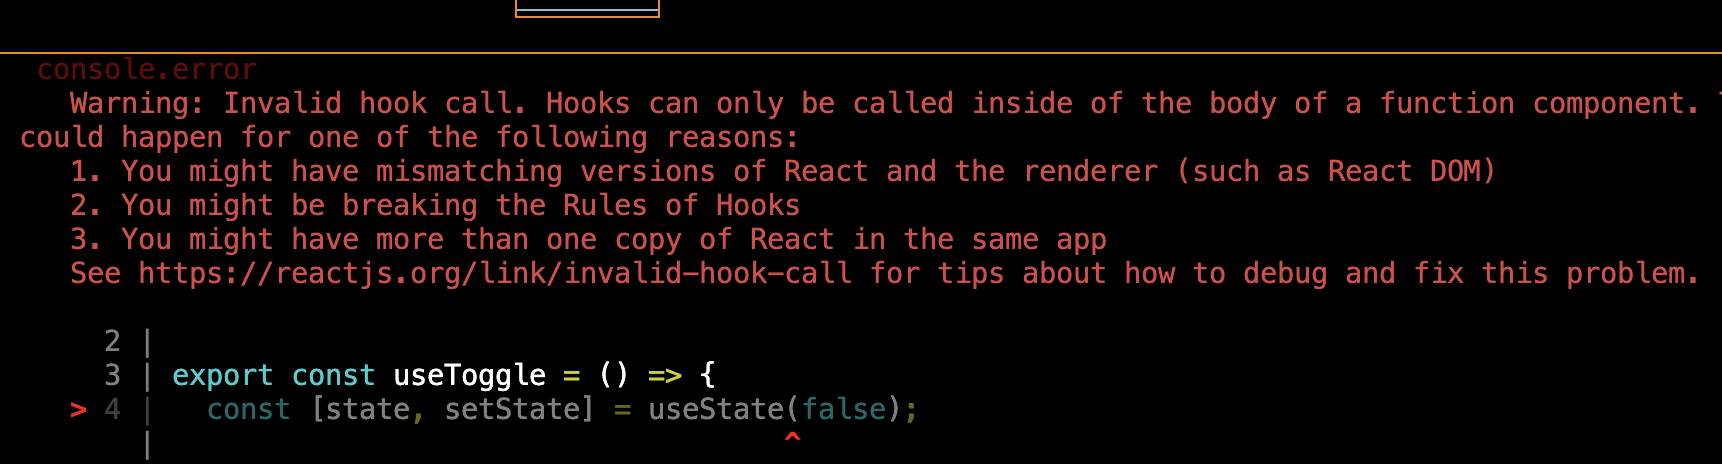 console.error
Warning: Invalid hook call. Hooks can only be called inside of the body of a function component.
could happen for one of the following reasons:
1. You might have mismatching versions of React and the renderer (such as React DOM)
2. You might be breaking the Rules of Hooks
3. You might have more than one copy of React in the same app
See https://reactjs.org/link/invalid-hook-call for tips about how to debug and fix this problem.
2 |
3 | export const useToggle = () => {
> 4 | const [state, setState] = useState(false);
| ^